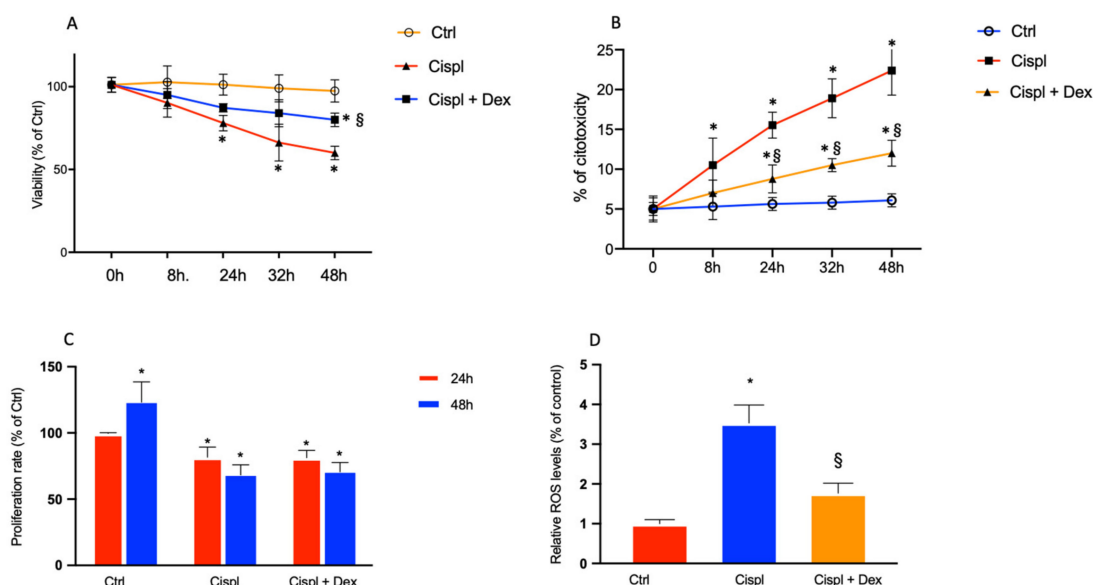 A
Ctrl
Cispl
Cispl + Dex
Viability (% of Ctrl)
100
50
0
* §
*
*
*
0h
8h.
24h
32h
48h
B
Ctrl
Cispl
Cispl + Dex
% of citotoxicity
25
20
15
10
5
0
*
*
*
*
*§
*§
*§
0
8h
24h
32h
48h
C
Proliferation rate (% of Ctrl)
150
100
50
0
*
*
*
*
*
24h
48h
Ctrl
Cispl
Cispl + Dex
D
Relative ROS levels (% of control)
5
4
3
2
1
0
*
§
Ctrl
Cispl
Cispl + Dex